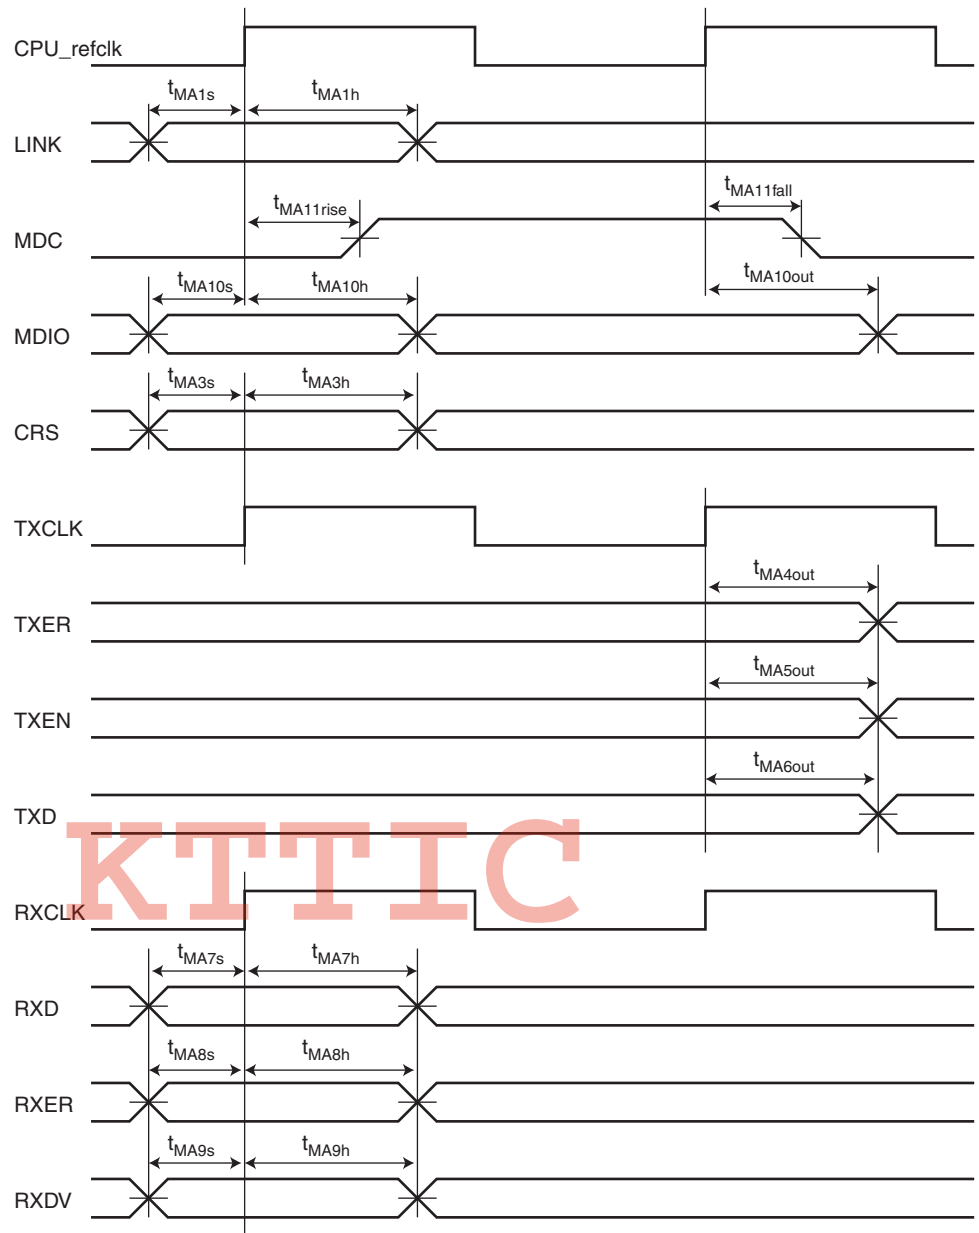 CPU_refclk
tMA1s
tMA1h
LINK
tMA11rise
tMA11fall
MDC
tMA10s
tMA10h
tMA10out
MDIO
tMA3s
tMA3h
CRS
TXCLK
tMA4out
TXER
tMA5out
TXEN
tMA6out
TXD
KTTIC
RXCLK
tMA7s
tMA7h
RXD
tMA8s
tMA8h
RXER
tMA9s
tMA9h
RXDV